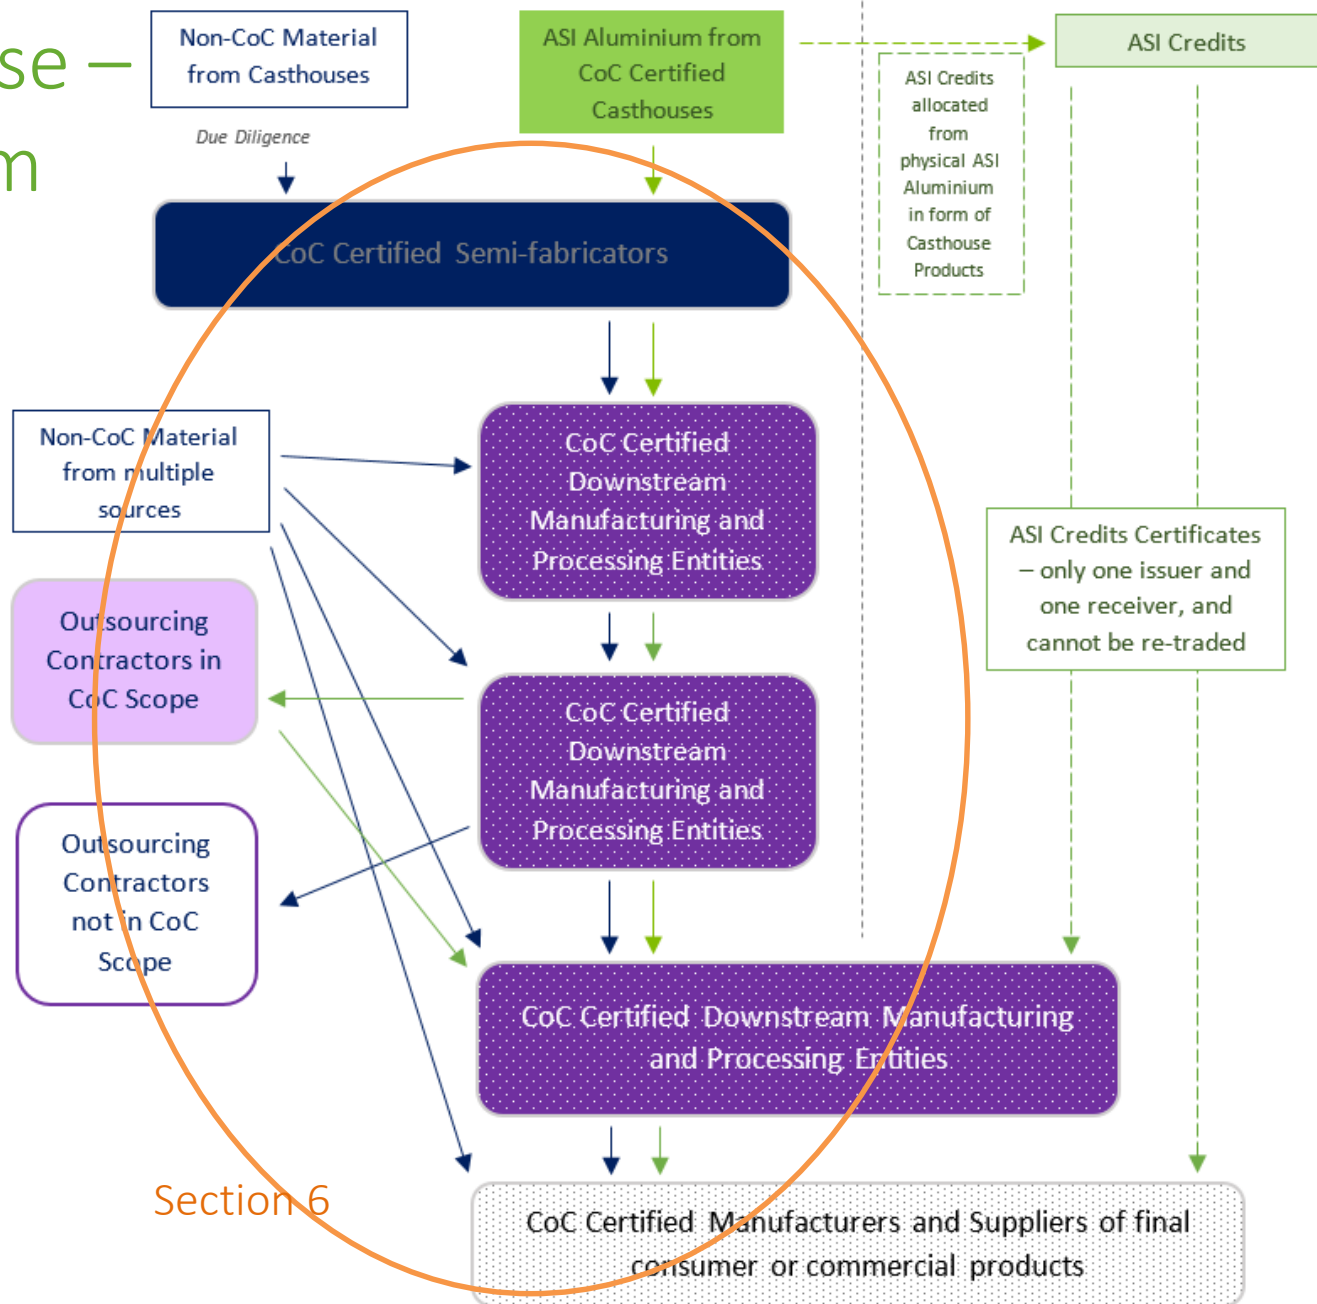 se –
m
Non-CoC Material
from Casthouses
ASI Aluminium from
CoC Certified
Casthouses
ASI Credits
Due Diligence
ASI Credits
allocated
from
physical ASI
Aluminium
in form of
Casthouse
Products
CoC Certified Semi-fabricators
Non-CoC Material
from multiple
sources
CoC Certified
Downstream
Manufacturing and
Processing Entities
ASI Credits Certificates
– only one issuer and
one receiver, and
cannot be re-traded
Outsourcing
Contractors in
CoC Scope
CoC Certified
Downstream
Manufacturing and
Processing Entities
Outsourcing
Contractors
not in CoC
Scope
CoC Certified Downstream Manufacturing
and Processing Entities
Section 6
CoC Certified Manufacturers and Suppliers of final
consumer or commercial products